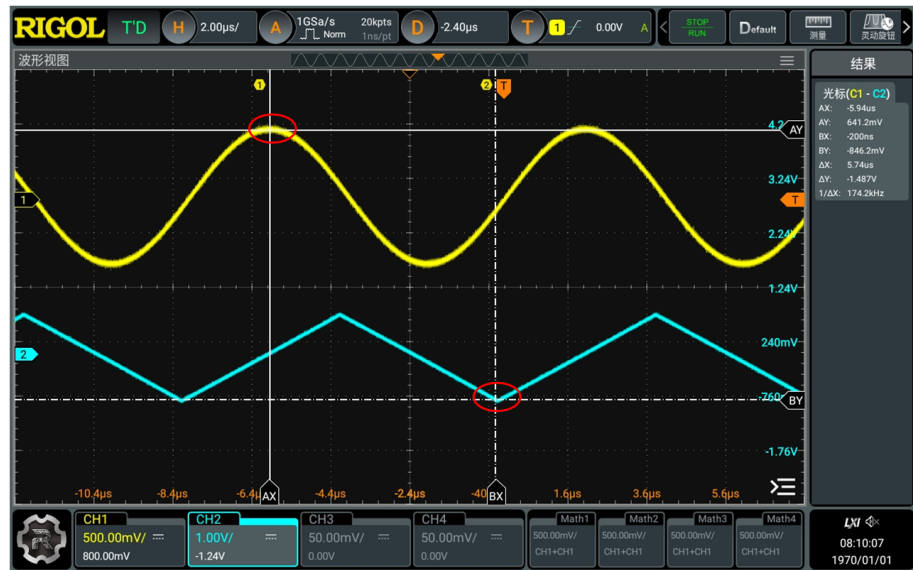 RIGOL T'D H 2.00μs/ A 1GSa/s 20kpts Norm 1ns/pt D -2.40μs T 1 0.00V A STOP RUN Default 测量 灵动旋钮
波形视图
结果
1 2 T
光标(C1 - C2)
AX: -5.94us
AY: 641.2mV
BX: -200ns
BY: -846.2mV
ΔX: 5.74us
ΔY: -1.487V
1/ΔX: 174.2kHz
AY
3.24V
1 T
2.24V
1.24V
2 240mV
-760 BY
-1.76V
-10.4μs -8.4μs -6.4μ AX -4.4μs -2.4μs -40 BX 1.6μs 3.6μs 5.6μs
CH1 CH2 CH3 CH4 Math1 Math2 Math3 Math4
500.00mV/ 1.00V/ 50.00mV/ 50.00mV/ 500.00mV/ 500.00mV/ 500.00mV/ 500.00mV/
800.00mV -1.24V 0.00V 0.00V CH1+CH1 CH1+CH1 CH1+CH1 CH1+CH1
LXI
08:10:07
1970/01/01